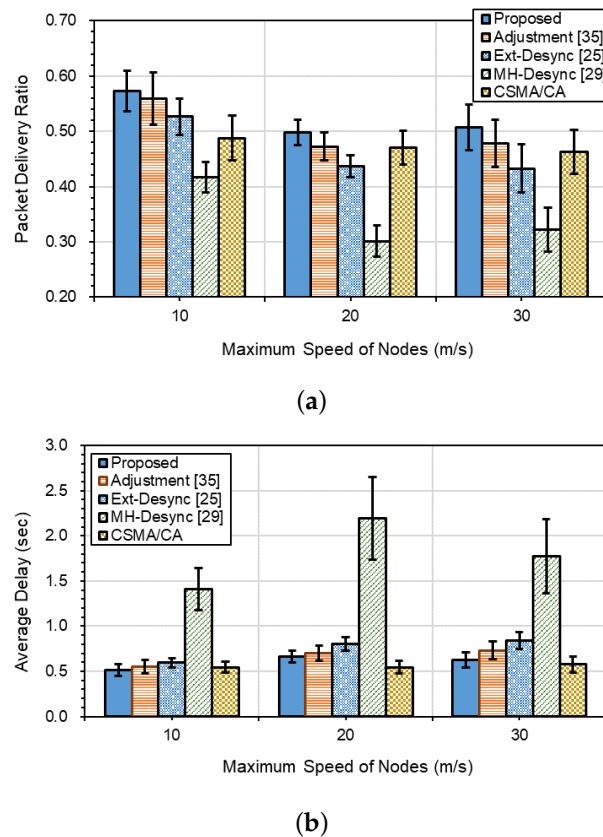 Proposed
Adjustment [35]
Ext-Desync [25]
MH-Desync [29]
CSMA/CA
Packet Delivery Ratio
0.70
0.60
0.50
0.40
0.30
0.20
10
20
30
Maximum Speed of Nodes (m/s)
(a)
Proposed
Adjustment [35]
Ext-Desync [25]
MH-Desync [29]
CSMA/CA
Average Delay (sec)
3.0
2.5
2.0
1.5
1.0
0.5
0.0
10
20
30
Maximum Speed of Nodes (m/s)
(b)